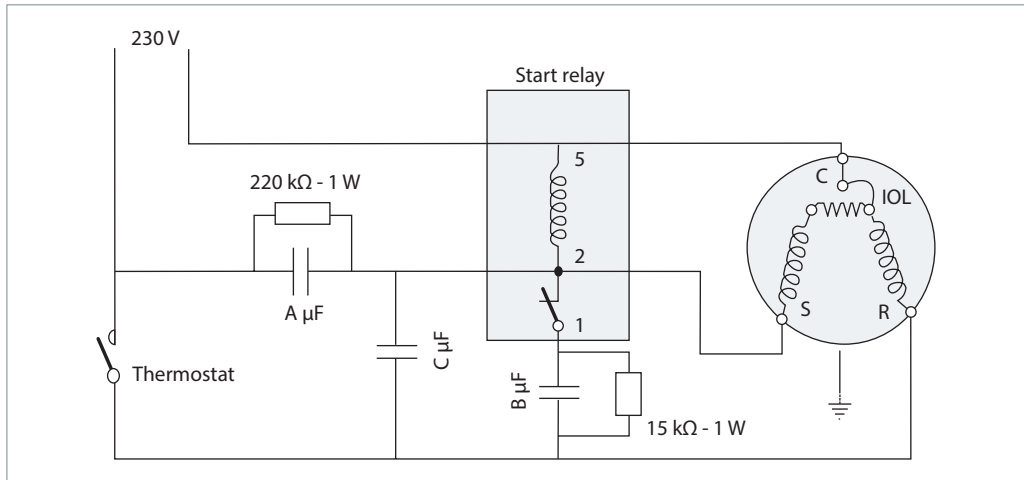 230 V
Start relay
5
220 kΩ - 1 W
C
IOL
2
S
R
A µF
1
C µF
Thermostat
B µF
15 kΩ - 1 W